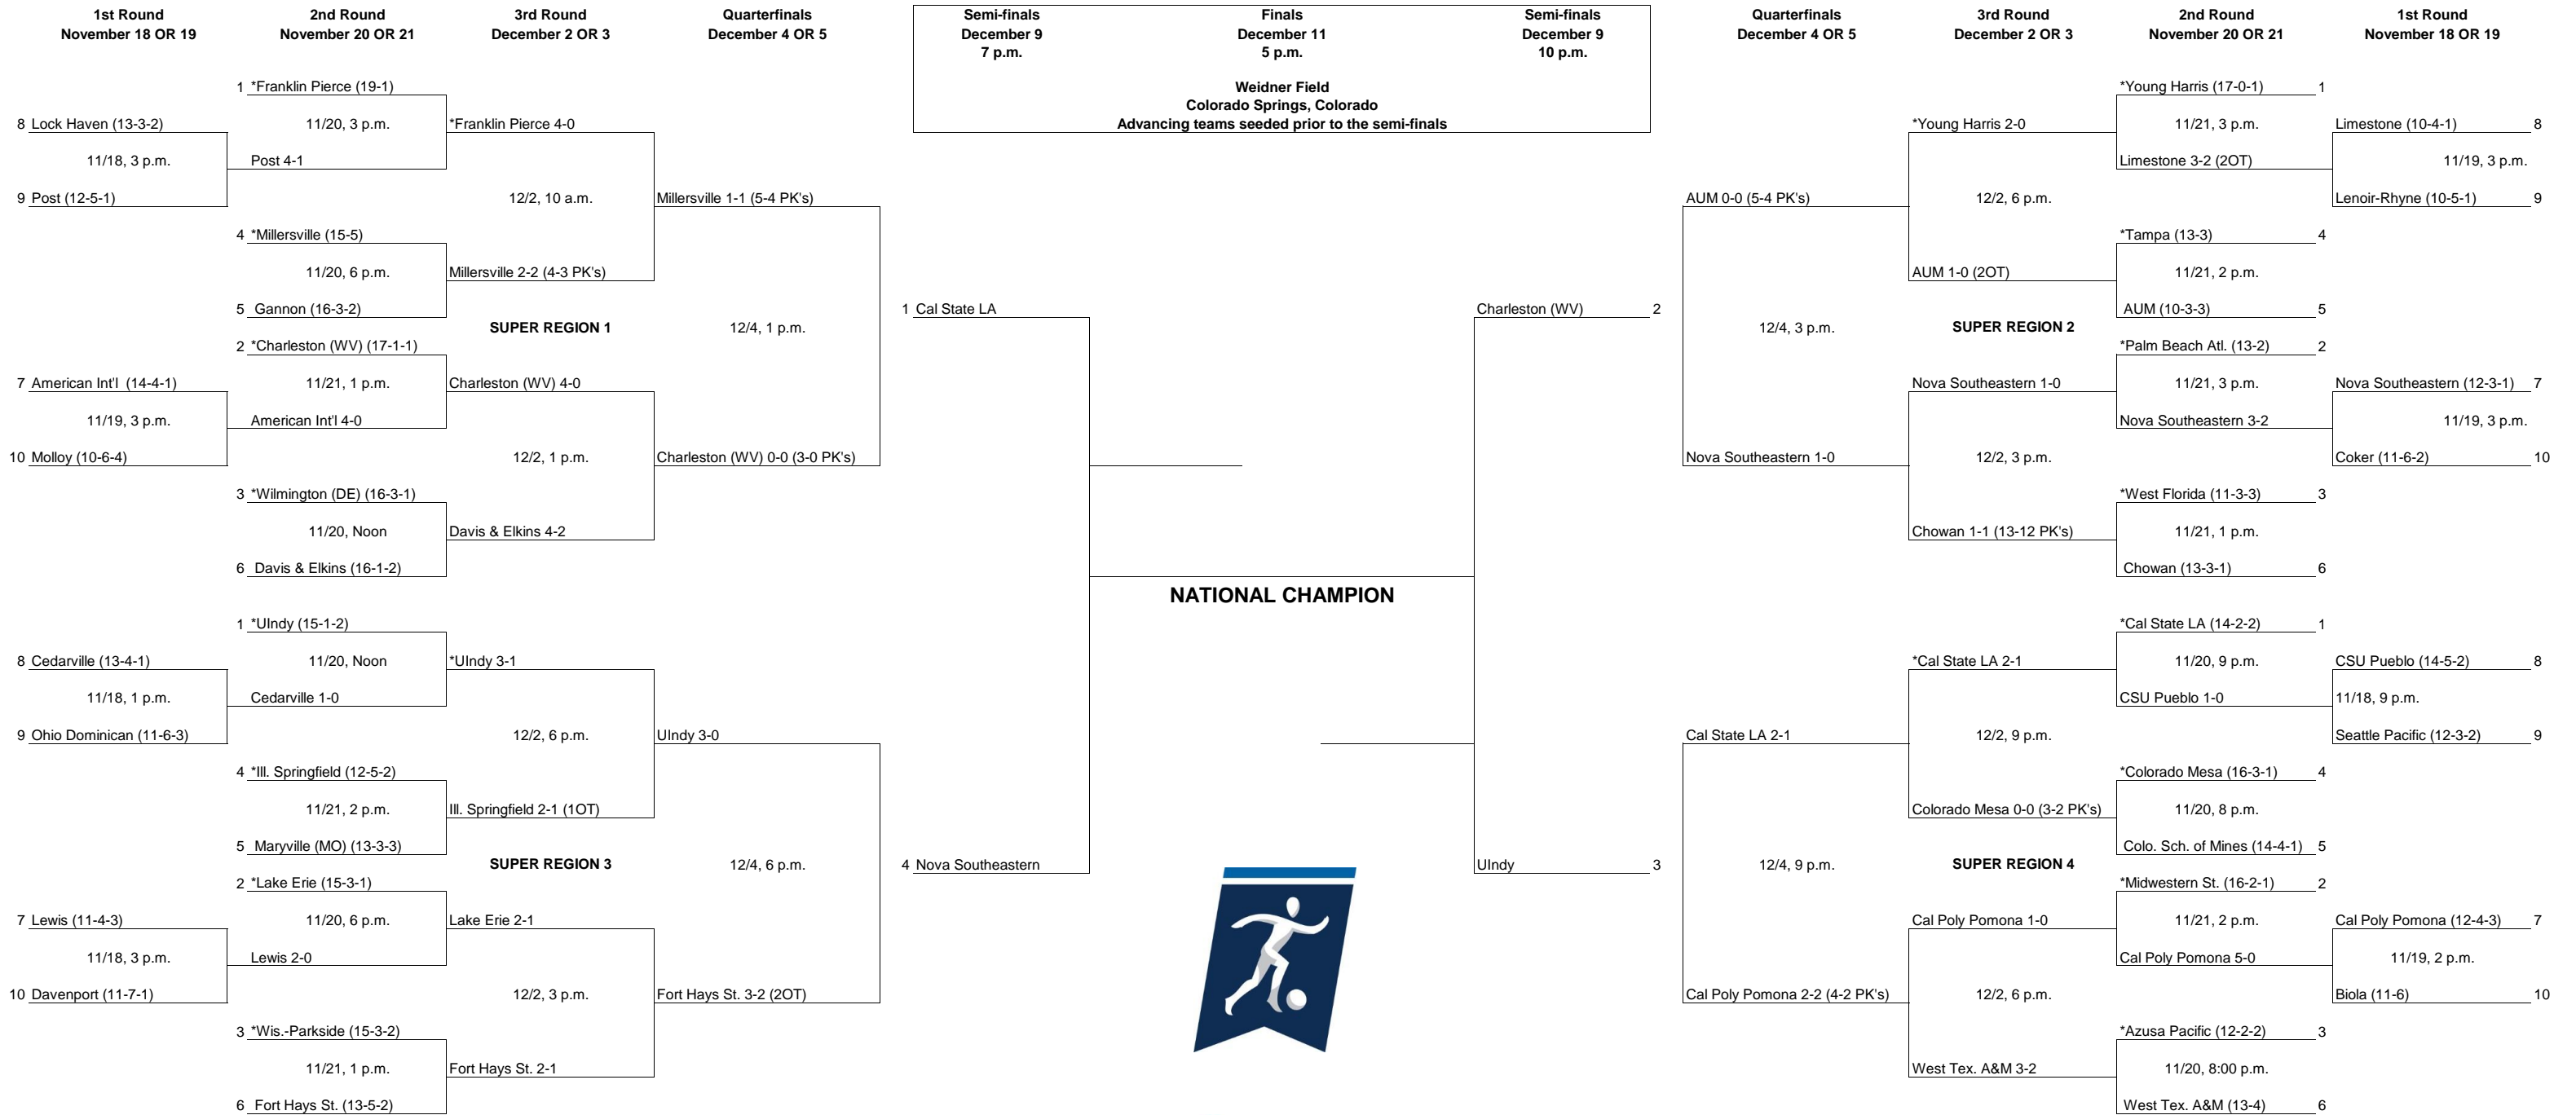 1st Round
November 18 OR 19
2nd Round
November 20 OR 21
3rd Round
December 2 OR 3
Quarterfinals
December 4 OR 5
Semi-finals
December 9
7 p.m.
Finals
December 11
5 p.m.
Semi-finals
December 9
10 p.m.
Weidner Field
Colorado Springs, Colorado
Advancing teams seeded prior to the semi-finals
Quarterfinals
December 4 OR 5
3rd Round
December 2 OR 3
2nd Round
November 20 OR 21
1st Round
November 18 OR 19
1 *Franklin Pierce (19-1)
8 Lock Haven (13-3-2)
11/20, 3 p.m.
*Franklin Pierce 4-0
11/18, 3 p.m.
Post 4-1
9 Post (12-5-1)
12/2, 10 a.m.
Millersville 1-1 (5-4 PK's)
4 *Millersville (15-5)
11/20, 6 p.m.
Millersville 2-2 (4-3 PK's)
5 Gannon (16-3-2)
SUPER REGION 1
12/4, 1 p.m.
2 *Charleston (WV) (17-1-1)
7 American Int'l (14-4-1)
11/21, 1 p.m.
Charleston (WV) 4-0
11/19, 3 p.m.
American Int'l 4-0
10 Molloy (10-6-4)
12/2, 1 p.m.
Charleston (WV) 0-0 (3-0 PK's)
3 *Wilmington (DE) (16-3-1)
11/20, Noon
Davis & Elkins 4-2
6 Davis & Elkins (16-1-2)
1 *UIndy (15-1-2)
8 Cedarville (13-4-1)
11/20, Noon
*UIndy 3-1
11/18, 1 p.m.
Cedarville 1-0
9 Ohio Dominican (11-6-3)
12/2, 6 p.m.
UIndy 3-0
4 *Ill. Springfield (12-5-2)
11/21, 2 p.m.
Ill. Springfield 2-1 (1OT)
5 Maryville (MO) (13-3-3)
SUPER REGION 3
12/4, 6 p.m.
2 *Lake Erie (15-3-1)
7 Lewis (11-4-3)
11/20, 6 p.m.
Lake Erie 2-1
11/18, 3 p.m.
Lewis 2-0
10 Davenport (11-7-1)
12/2, 3 p.m.
Fort Hays St. 3-2 (2OT)
3 *Wis.-Parkside (15-3-2)
11/21, 1 p.m.
Fort Hays St. 2-1
6 Fort Hays St. (13-5-2)
1 Cal State LA
4 Nova Southeastern
NATIONAL CHAMPION
Charleston (WV) 2
UIndy 3
*Young Harris (17-0-1) 1
*Young Harris 2-0
11/21, 3 p.m.
Limestone (10-4-1) 8
Limestone 3-2 (2OT)
11/19, 3 p.m.
AUM 0-0 (5-4 PK's)
12/2, 6 p.m.
Lenoir-Rhyne (10-5-1) 9
*Tampa (13-3) 4
AUM 1-0 (2OT)
11/21, 2 p.m.
AUM (10-3-3) 5
12/4, 3 p.m.
SUPER REGION 2
*Palm Beach Atl. (13-2) 2
Nova Southeastern 1-0
11/21, 3 p.m.
Nova Southeastern (12-3-1) 7
Nova Southeastern 3-2
11/19, 3 p.m.
Nova Southeastern 1-0
12/2, 3 p.m.
Coker (11-6-2) 10
*West Florida (11-3-3) 3
Chowan 1-1 (13-12 PK's)
11/21, 1 p.m.
Chowan (13-3-1) 6
*Cal State LA (14-2-2) 1
*Cal State LA 2-1
11/20, 9 p.m.
CSU Pueblo (14-5-2) 8
CSU Pueblo 1-0
11/18, 9 p.m.
Cal State LA 2-1
12/2, 9 p.m.
Seattle Pacific (12-3-2) 9
*Colorado Mesa (16-3-1) 4
Colorado Mesa 0-0 (3-2 PK's)
11/20, 8 p.m.
Colo. Sch. of Mines (14-4-1) 5
12/4, 9 p.m.
SUPER REGION 4
*Midwestern St. (16-2-1) 2
Cal Poly Pomona 1-0
11/21, 2 p.m.
Cal Poly Pomona (12-4-3) 7
Cal Poly Pomona 5-0
11/19, 2 p.m.
Cal Poly Pomona 2-2 (4-2 PK's)
12/2, 6 p.m.
Biola (11-6) 10
*Azusa Pacific (12-2-2) 3
West Tex. A&M 3-2
11/20, 8:00 p.m.
West Tex. A&M (13-4) 6